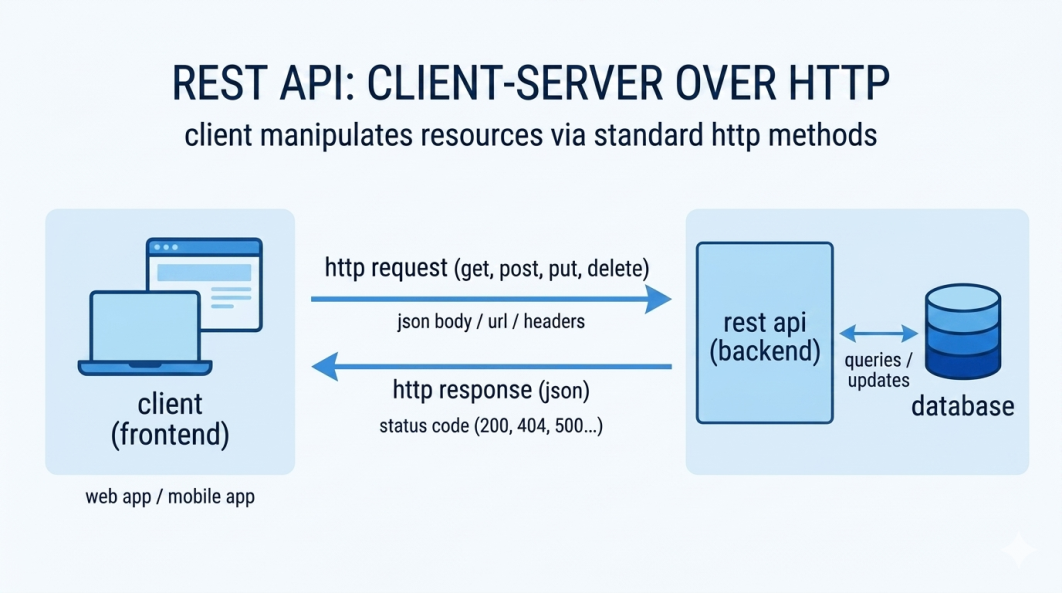 REST API: CLIENT-SERVER OVER HTTP
client manipulates resources via standard http methods
http request (get, post, put, delete)
json body / url / headers
http response (json)
status code (200, 404, 500...)
client
(frontend)
web app / mobile app
rest api
(backend)
queries /
updates
database